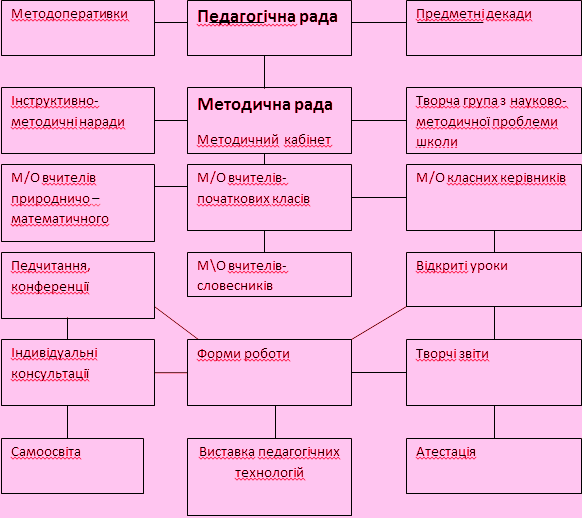 Методоперативки
Педагогічна рада
Предметні декади
Інструктивно-
методичні наради
Методична рада
Методичний кабінет
Творча група з науково-
методичної проблеми
школи
М/О вчителів
природничо –
математичного
М/О вчителів-
початкових класів
М/О класних керівників
Педчитання,
конференції
М\О вчителів-
словесників
Відкриті уроки
Індивідуальні
консультації
Форми роботи
Творчі звіти
Самоосвіта
Виставка педагогічних
технологій
Атестація